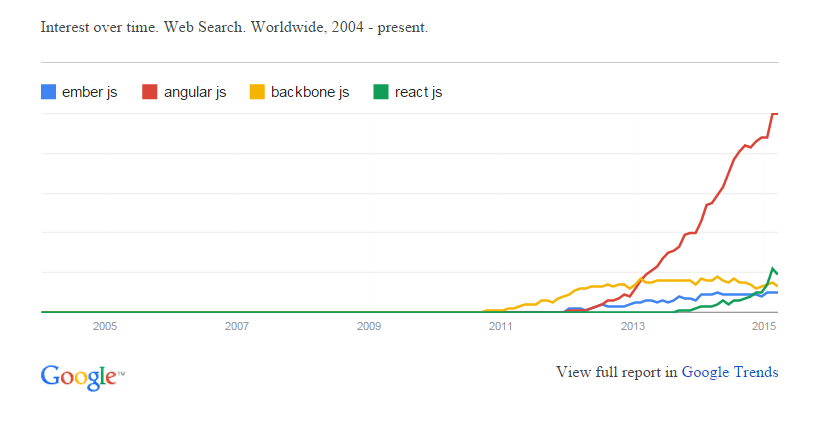 Interest over time. Web Search. Worldwide, 2004 - present.
ember js angular js backbone js react js
2005 2007 2009 2011 2013 2015
Google™ View full report in Google Trends